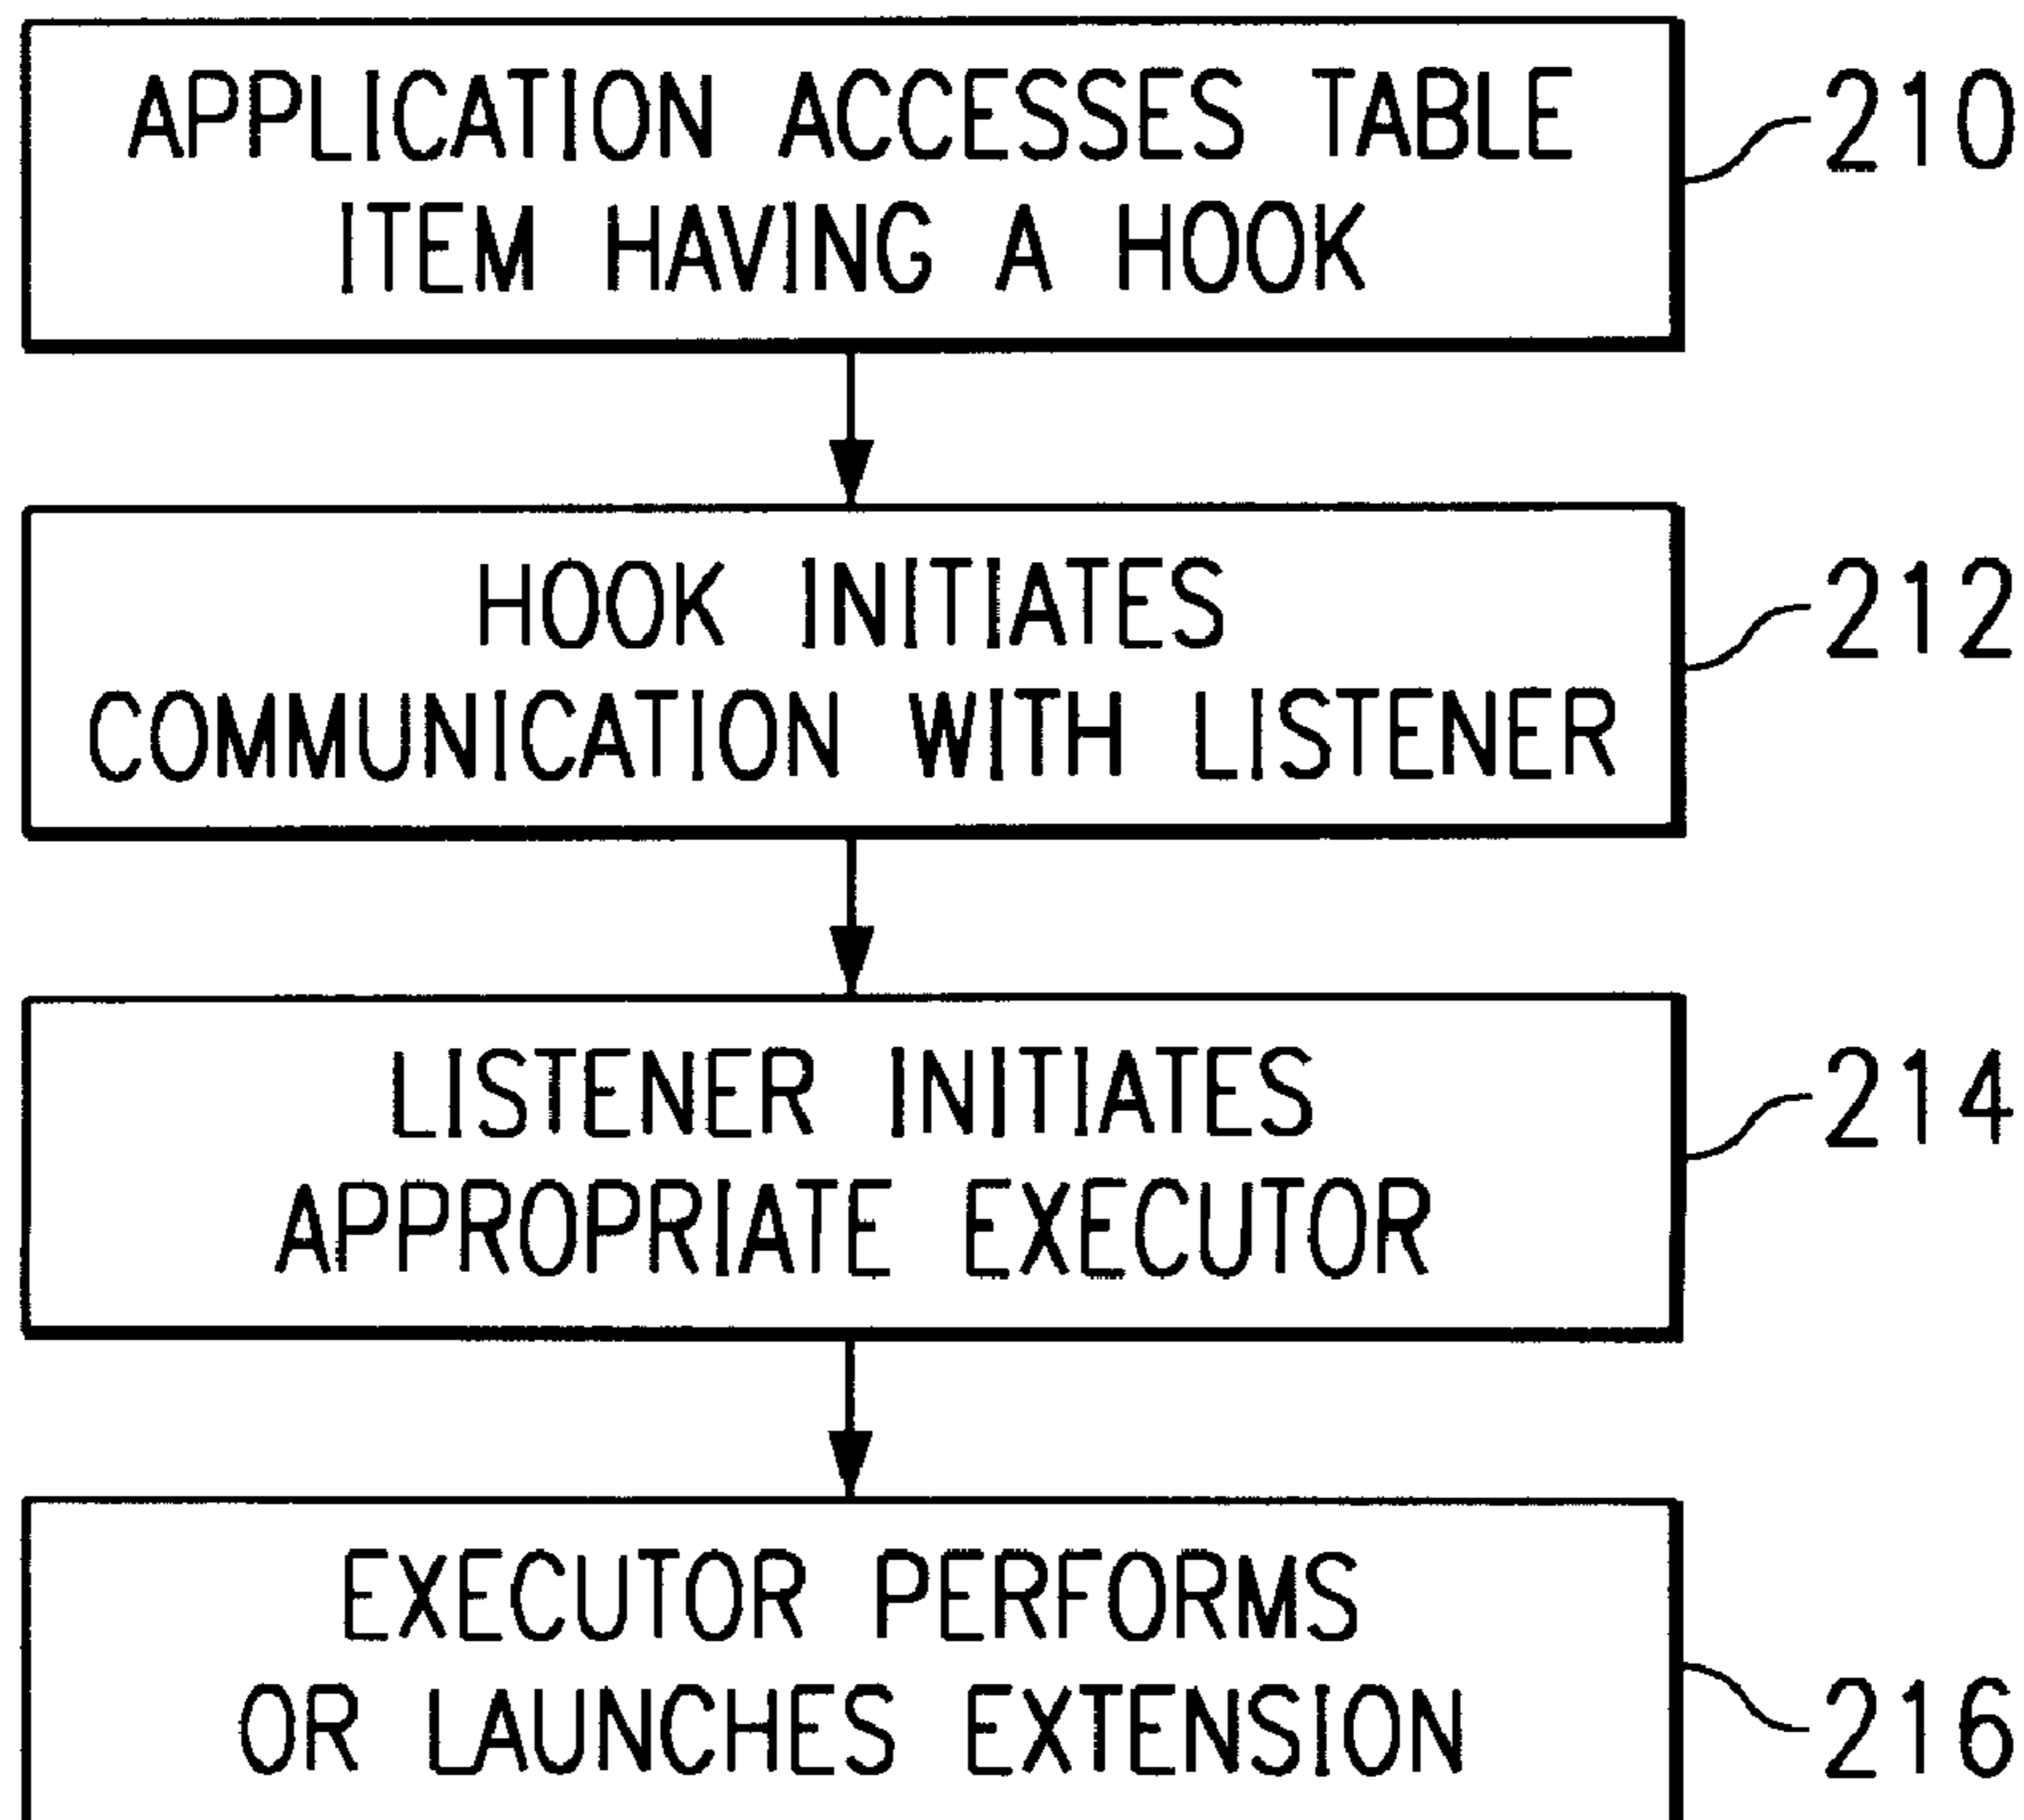 APPLICATION ACCESSES TABLE
ITEM HAVING A HOOK
210
HOOK INITIATES
COMMUNICATION WITH LISTENER
212
LISTENER INITIATES
APPROPRIATE EXECUTOR
214
EXECUTOR PERFORMS
OR LAUNCHES EXTENSION
216